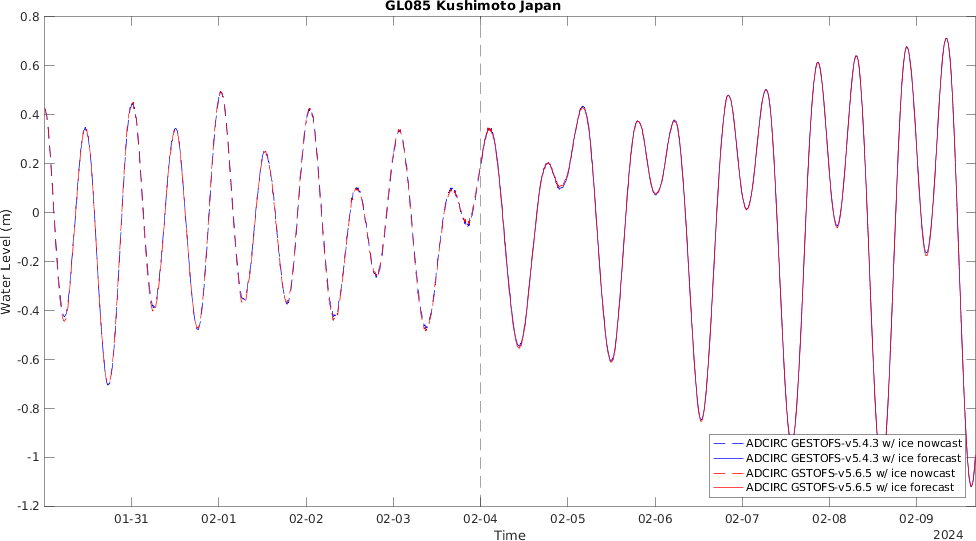 GL085 Kushimoto Japan
0.8
0.6
0.4
0.2
0
-0.2
-0.4
-0.6
-0.8
-1
-1.2
Water Level (m)
ADCIRC GESTOFS-v5.4.3 w/ ice nowcast
ADCIRC GESTOFS-v5.4.3 w/ ice forecast
ADCIRC GSTOFS-v5.6.5 w/ ice nowcast
ADCIRC GSTOFS-v5.6.5 w/ ice forecast
01-31 02-01 02-02 02-03 02-04 02-05 02-06 02-07 02-08 02-09
Time
2024